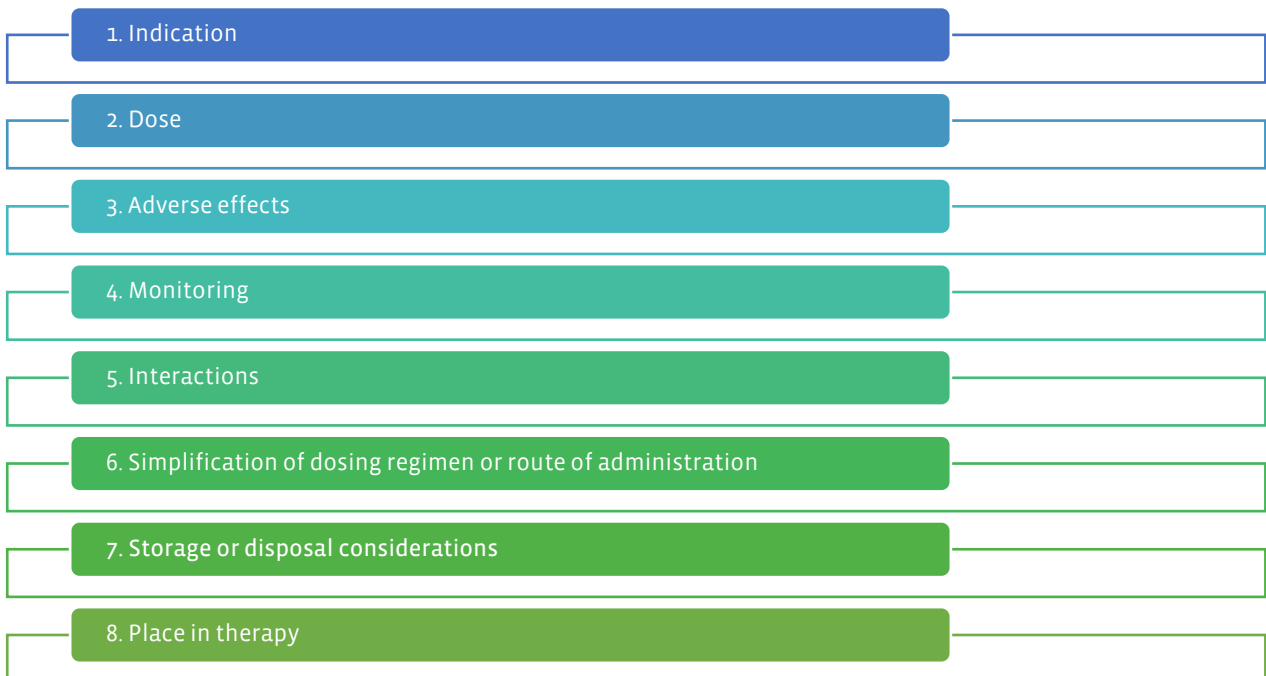 1. Indication
2. Dose
3. Adverse effects
4. Monitoring
5. Interactions
6. Simplification of dosing regimen or route of administration
7. Storage or disposal considerations
8. Place in therapy